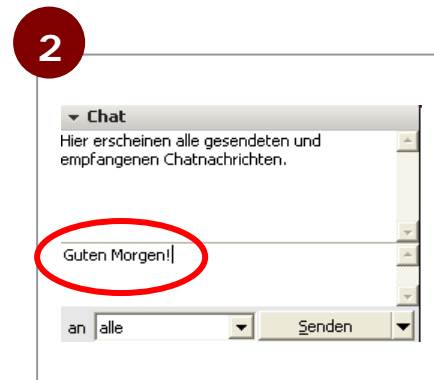 2
Chat
Hier erscheinen alle gesendeten und
empfangenen Chatnachrichten.
Guten Morgen!
an alle Senden